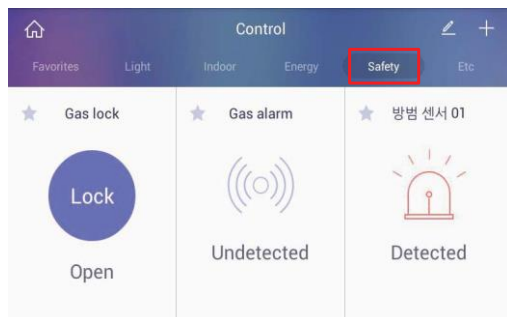 Control
Favorites Light Indoor Energy Safety Etc
Gas lock Gas alarm 방범 센서 01
Lock
Undetected Detected
Open